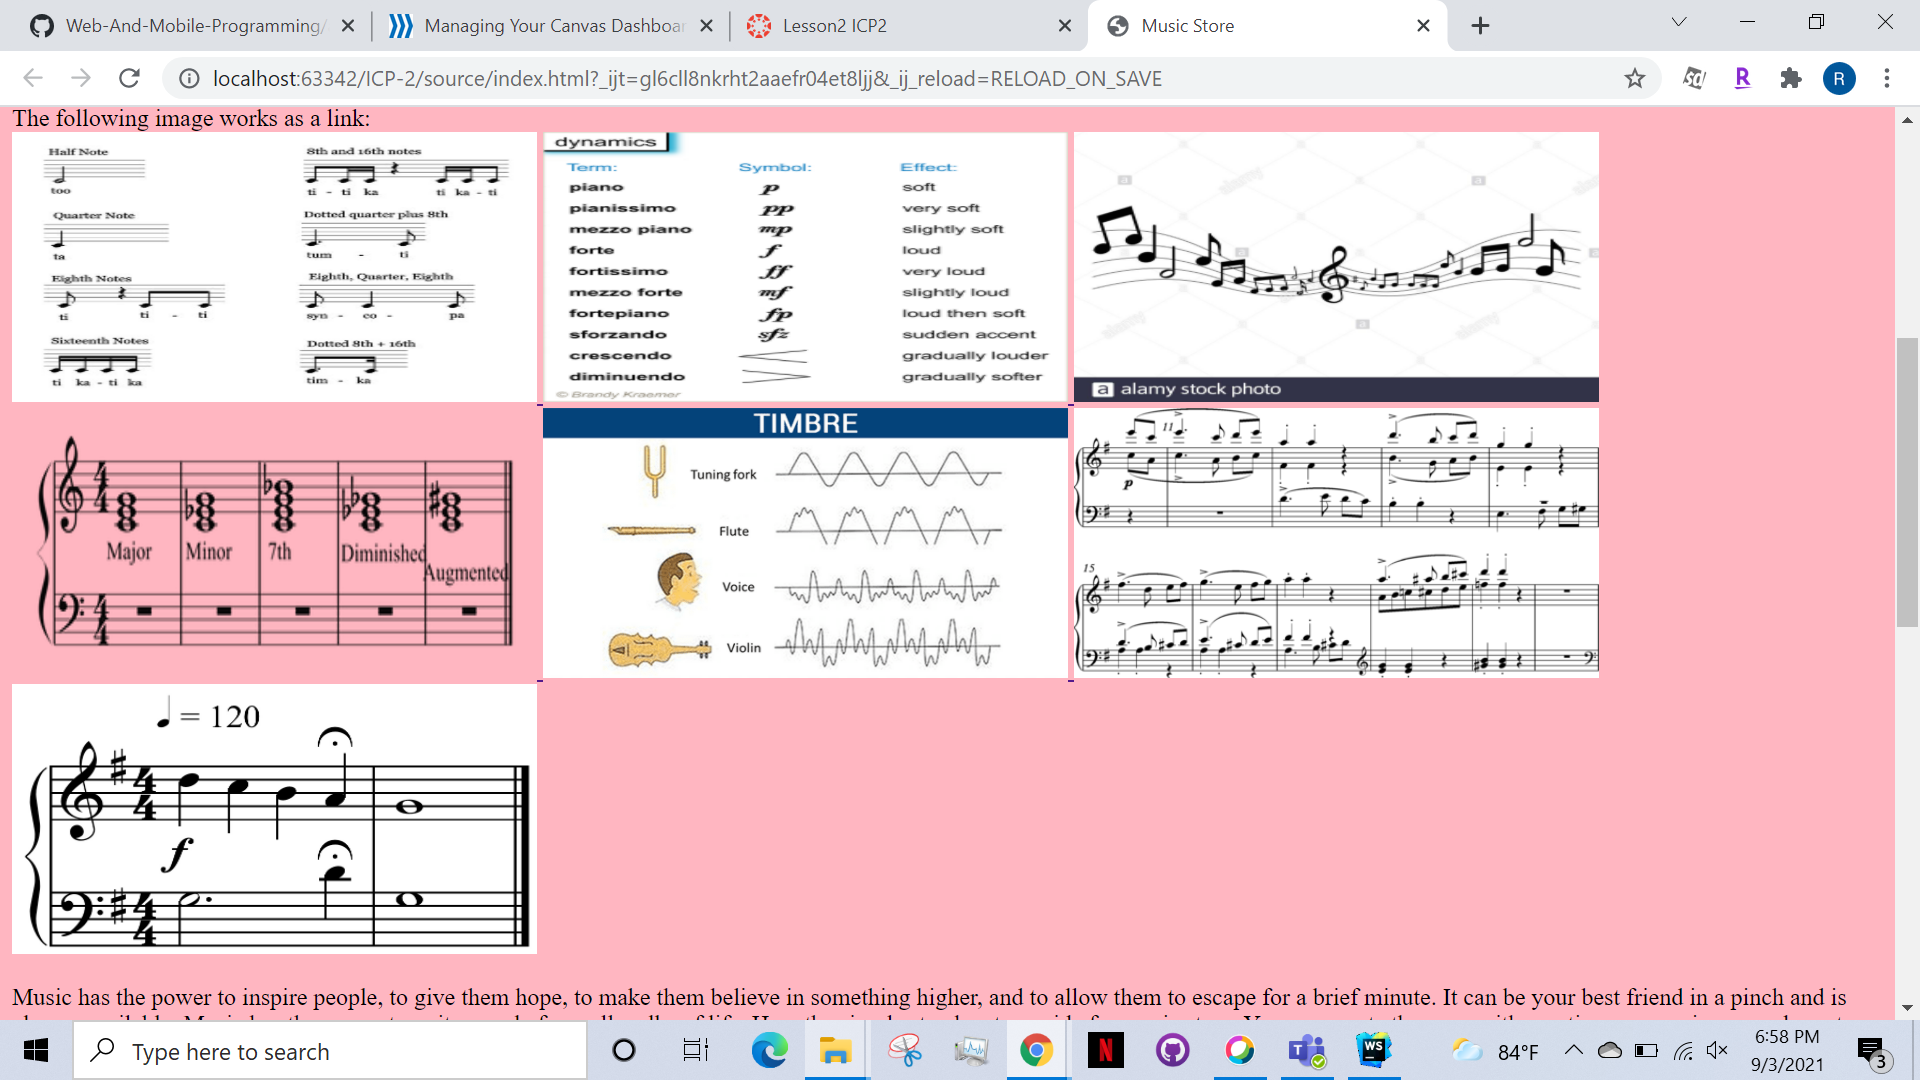 Web-And-Mobile-Programming/
Managing Your Canvas Dashboar
Lesson2 ICP2
Music Store
localhost:63342/ICP-2/source/index.html?_ijt=gl6cll8nkrht2aaefr04et8ljj&_ij_reload=RELOAD_ON_SAVE
R
The following image works as a link:
Half Note
too
Quarter Note
ta
Eighth Notes
ti ti - ti
Sixteenth Notes
ti ka - ti ka
8th and 16th notes
ti - ti ka ti ka - ti
Dotted quarter plus 8th
tum - ti
Eighth, Quarter, Eighth
syn - co - pa
Dotted 8th + 16th
tim - ka
dynamics
Term: Symbol: Effect:
piano p soft
pianissimo pp very soft
mezzo piano mp slightly soft
forte f loud
fortissimo ff very loud
mezzo forte mf slightly loud
fortepiano fp loud then soft
sforzando sfz sudden accent
crescendo gradually louder
diminuendo gradually softer
© Brandy Kraemer
a alamy stock photo
Major Minor 7th Diminished Augmented
TIMBRE
Tuning fork
Flute
Voice
Violin
11
p
15
= 120
f
Music has the power to inspire people, to give them hope, to make them believe in something higher, and to allow them to escape for a brief minute. It can be your best friend in a pinch and is
Type here to search
N
WS
84°F
6:58 PM
9/3/2021
3